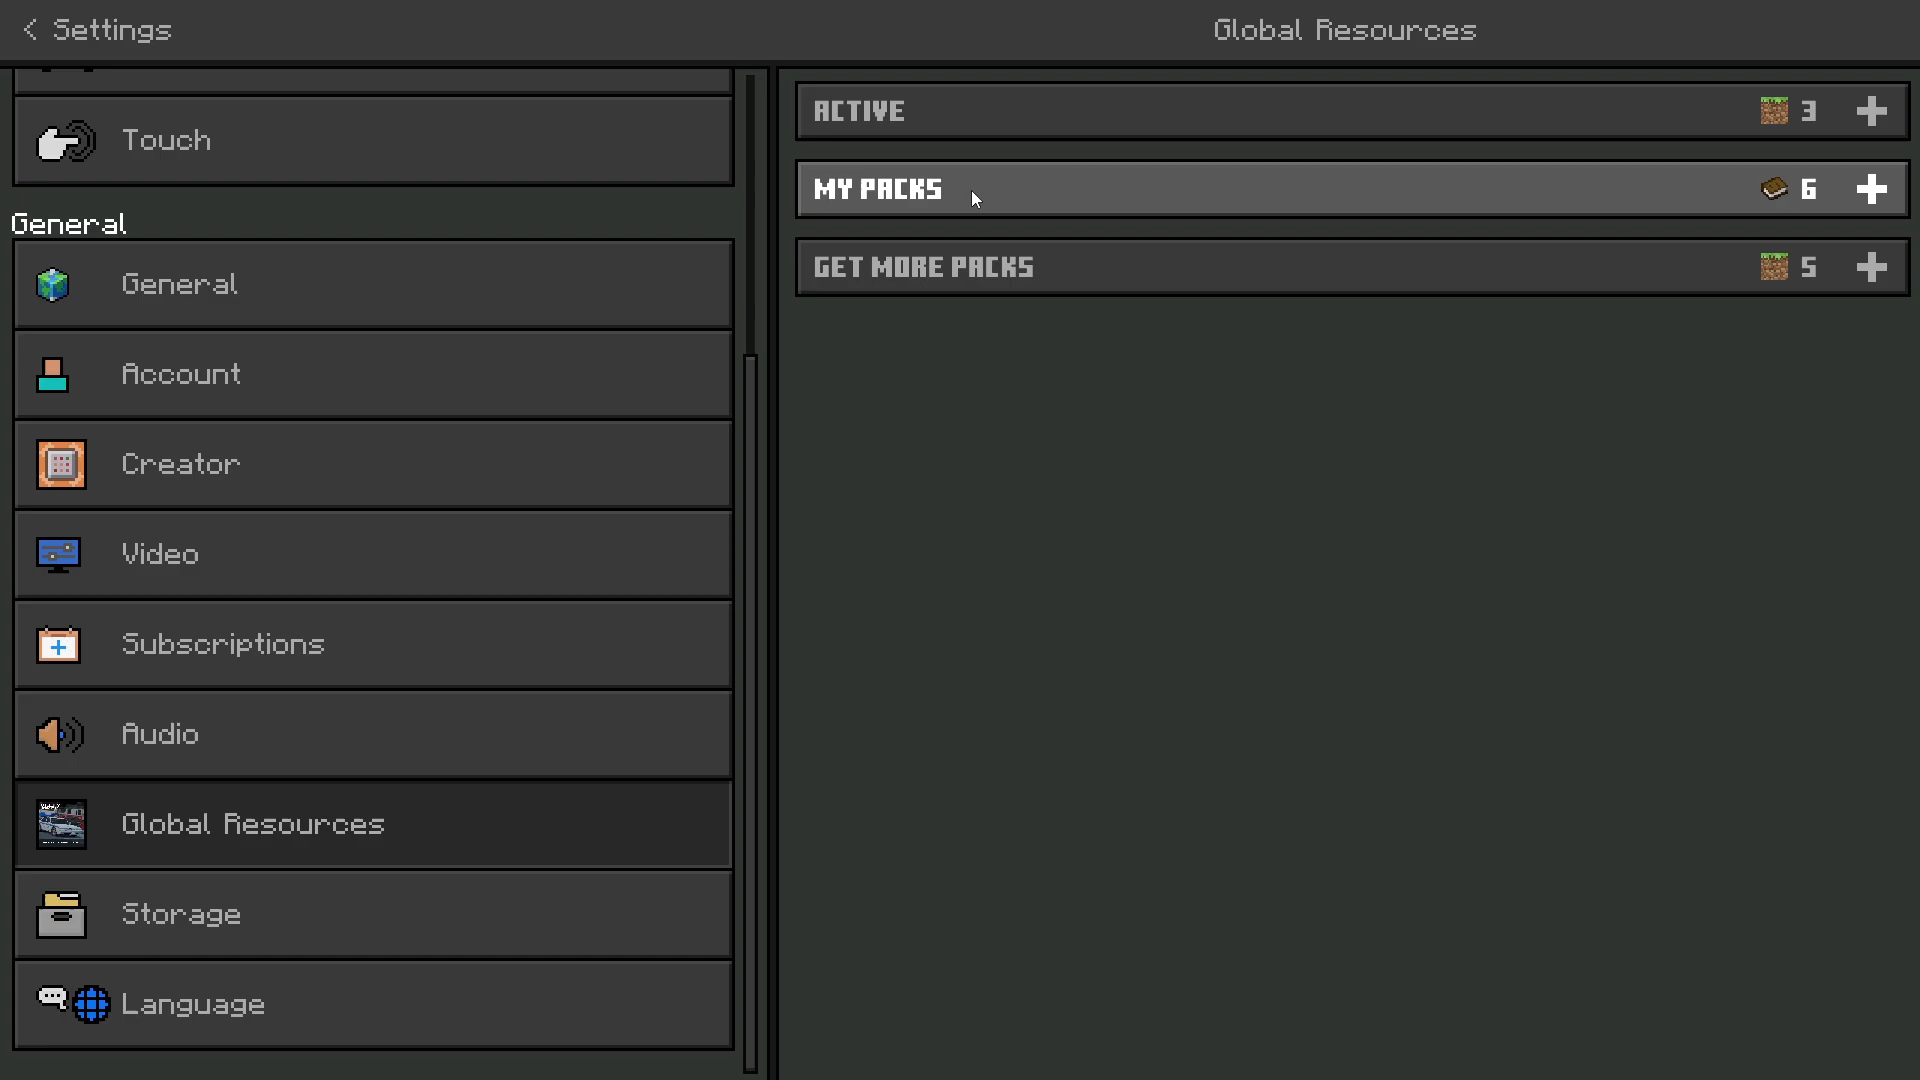 Settings
Global Resources
Touch
General
General
Account
Creator
Video
Subscriptions
Audio
Global Resources
Storage
Language
ACTIVE 3
MY PACKS 6
GET MORE PACKS 5